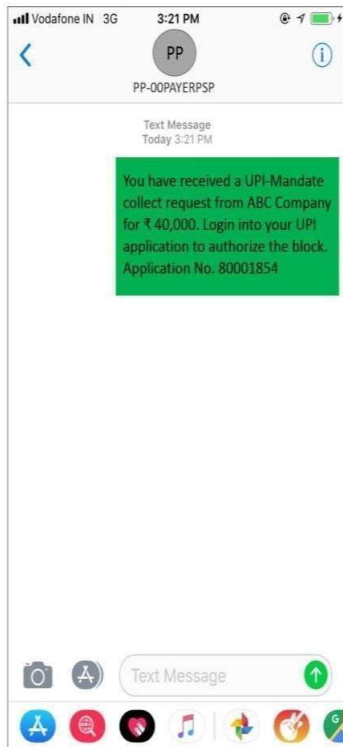 Vodafone IN 3G 3:21 PM
PP
PP-OOPAYERPSP
Text Message
Today 3:21 PM
You have received a UPI-Mandate
collect request from ABC Company
for ₹ 40,000. Login into your UPI
application to authorize the block.
Application No. 80001854
Text Message